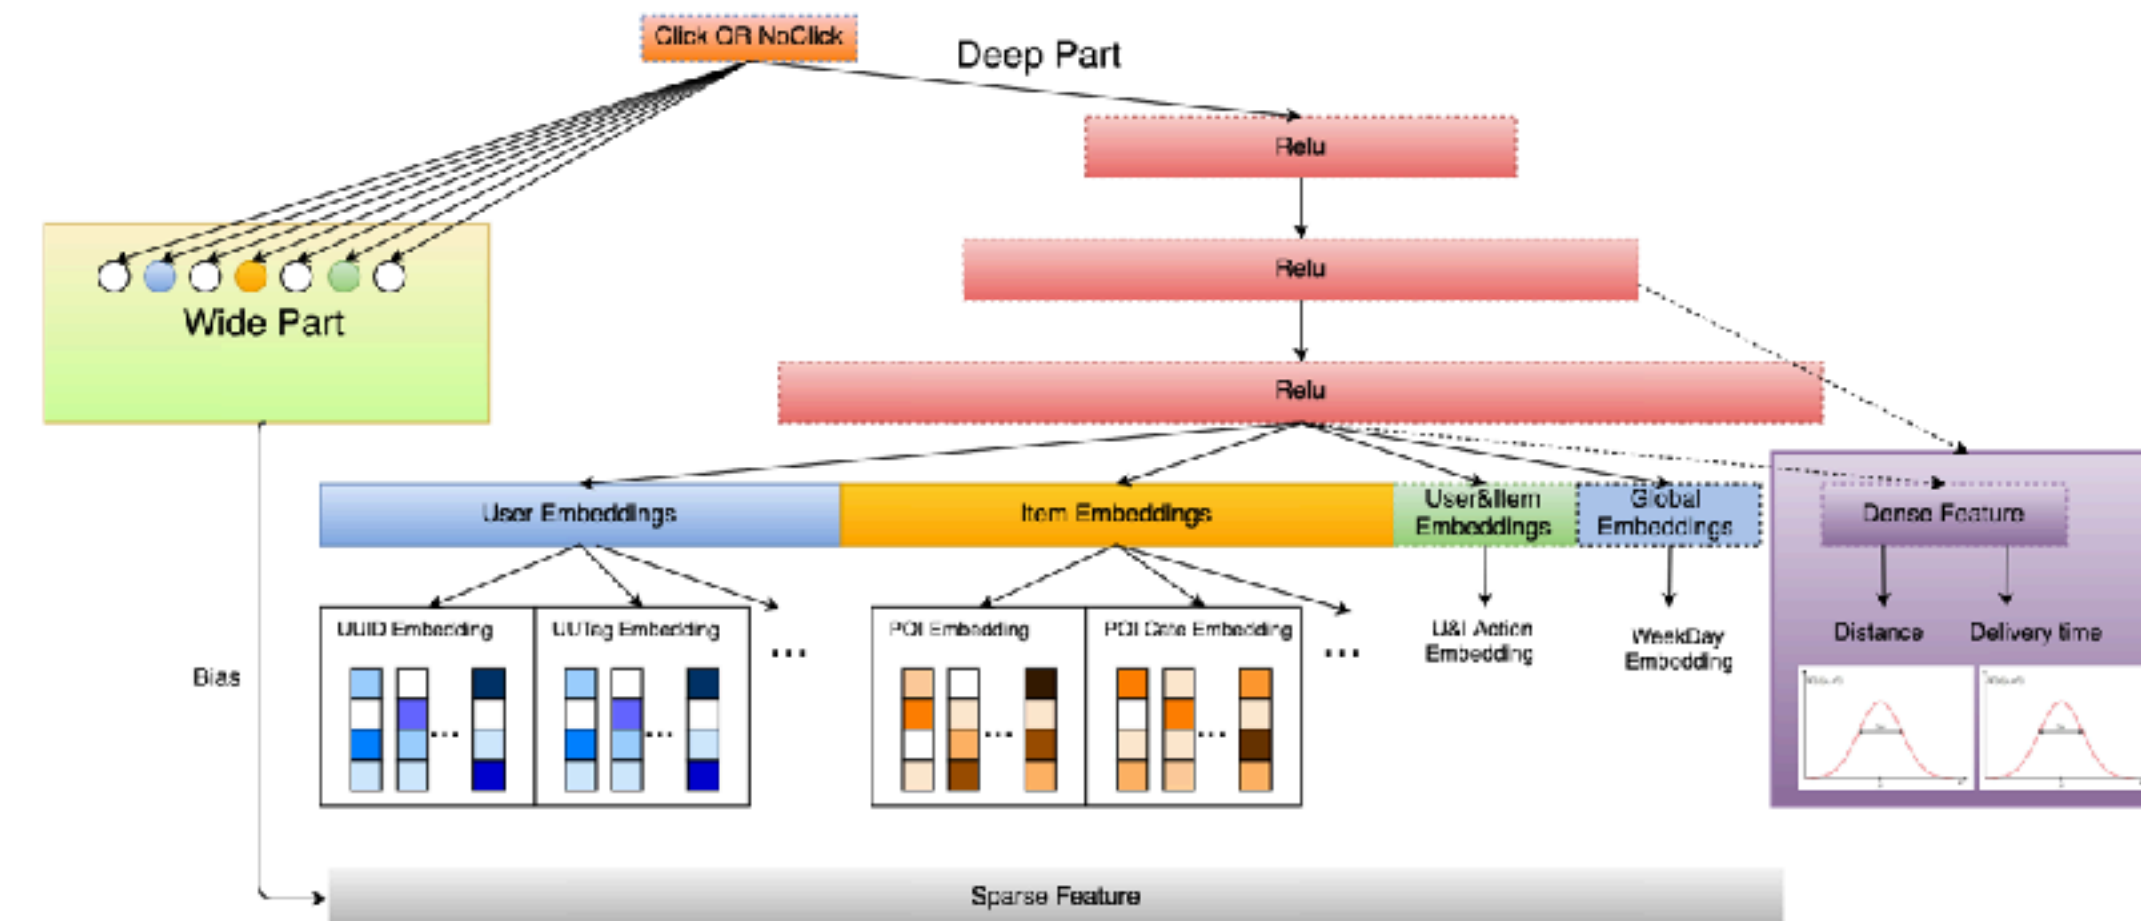 Click OR NoClick
Deep Part
Relu
Relu
Wide Part
Relu
User Embeddings
Item Embeddings
User&Item
Embeddings
Global
Embeddings
Dense Feature
UUID Embedding
UUTag Embedding
...
POI Embedding
POI Cate Embedding
...
U&I Action
Embedding
WeekDay
Embedding
Distance
Delivery time
Bias
...
...
...
...
Sparse Feature